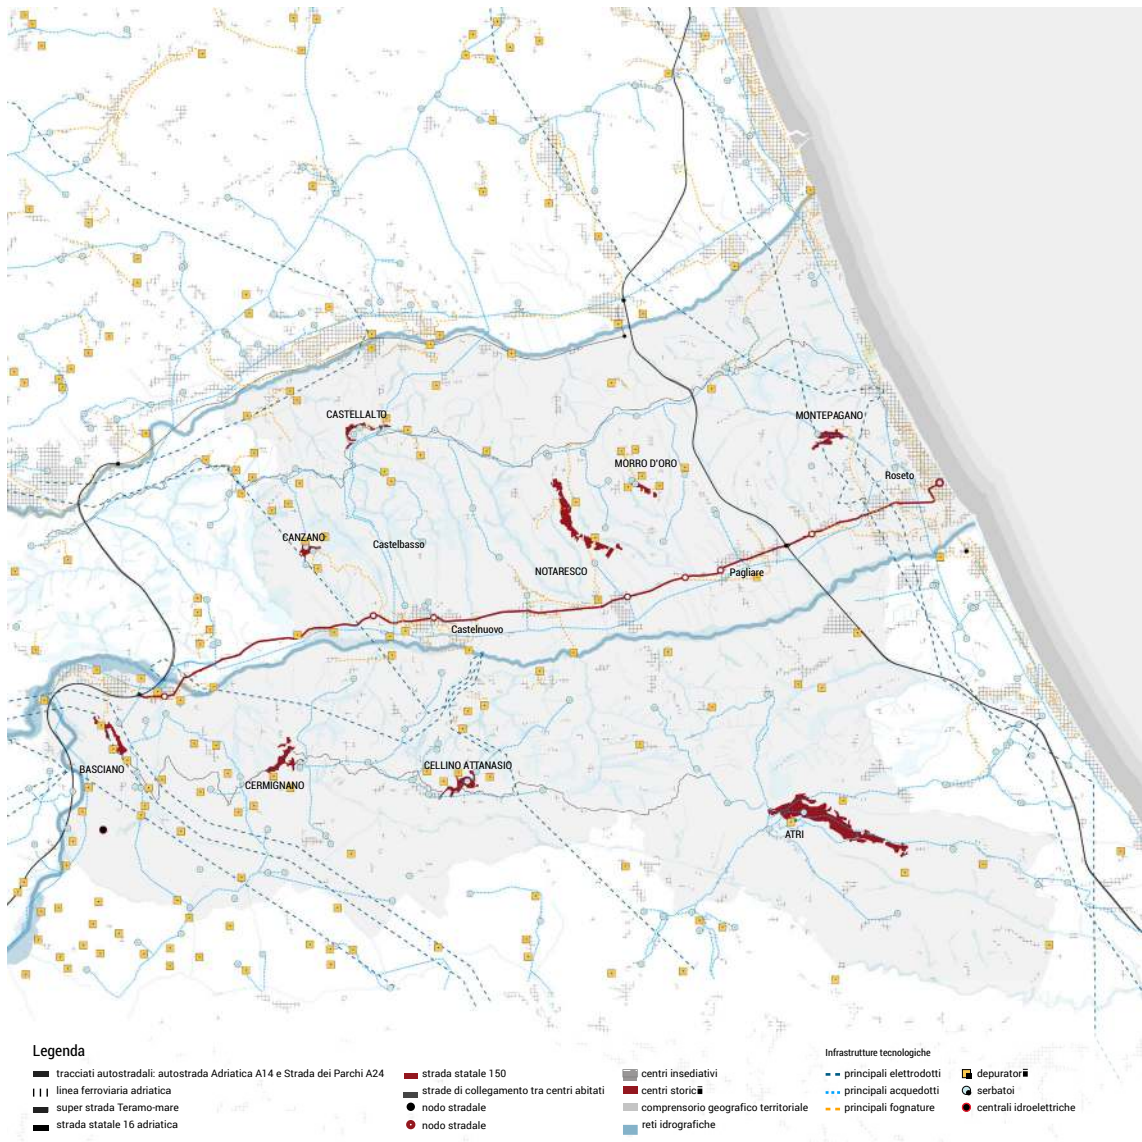 CASTELLALTO
MONTEPAGANO
MORRO D'ORO
Roseto
CANZANO
Castelbasso
NOTARESCO
Pagliare
Castelnuovo
BASCIANO
CERMIGNANO
CELLINO ATTANASIO
ATRI
Legenda
tracciati autostradali: autostrada Adriatica A14 e Strada dei Parchi A24
linea ferroviaria adriatica
super strada Teramo-mare
strada statale 16 adriatica
strada statale 150
strade di collegamento tra centri abitati
nodo stradale
nodo stradale
centri insediativi
centri storici
comprensorio geografico territoriale
reti idrografiche
Infrastrutture tecnologiche
principali elettrodotti
principali acquedotti
principali fognature
depuratori
serbatoi
centrali idroelettriche